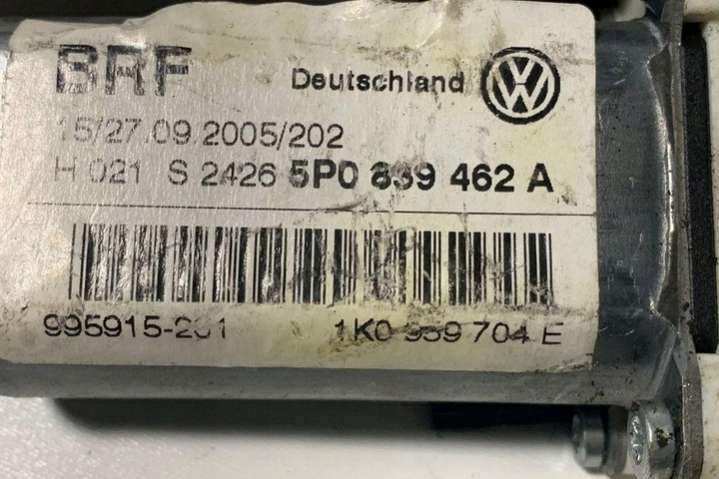 BRF Deutschland
15/27.09.2005/202
H 021 S 2426 5P0 839 462 A
995915-201
1K0 959 704 E